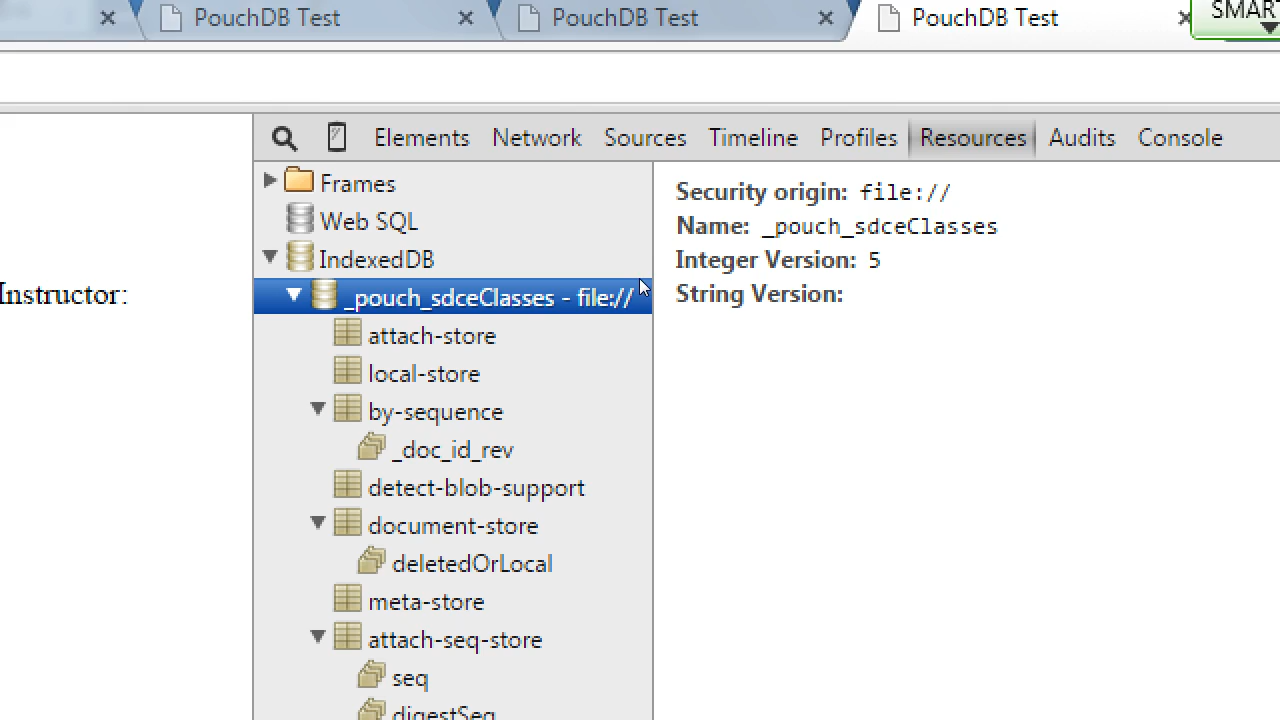 PouchDB Test PouchDB Test PouchDB Test SMAR
Elements Network Sources Timeline Profiles Resources Audits Console
Frames
Web SQL
IndexedDB
_pouch_sdceClasses - file://
attach-store
local-store
by-sequence
_doc_id_rev
detect-blob-support
document-store
deletedOrLocal
meta-store
attach-seq-store
seq
digestSeq
Instructor:
Security origin: file://
Name: _pouch_sdceClasses
Integer Version: 5
String Version: